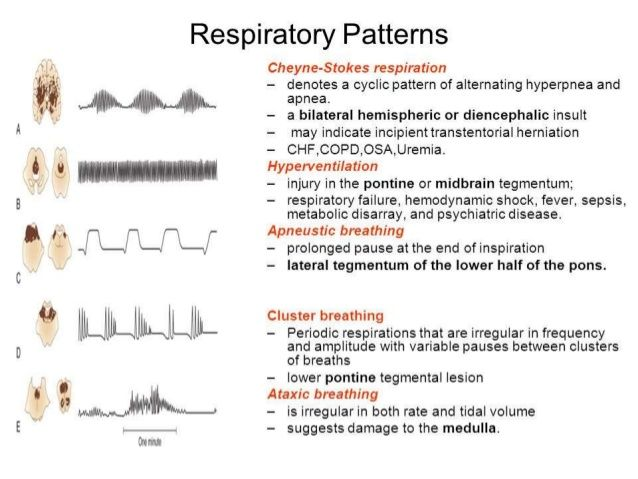 Respiratory Patterns
Cheyne-Stokes respiration
– denotes a cyclic pattern of alternating hyperpnea and
apnea.
– a bilateral hemispheric or diencephalic insult
– may indicate incipient transtentorial herniation
– CHF,COPD,OSA,Uremia.
Hyperventilation
– injury in the pontine or midbrain tegmentum;
– respiratory failure, hemodynamic shock, fever, sepsis,
metabolic disarray, and psychiatric disease.
Apneustic breathing
– prolonged pause at the end of inspiration
– lateral tegmentum of the lower half of the pons.
Cluster breathing
– Periodic respirations that are irregular in frequency
and amplitude with variable pauses between clusters
of breaths
– lower pontine tegmental lesion
Ataxic breathing
– is irregular in both rate and tidal volume
– suggests damage to the medulla.
A
B
C
D
E
One minute